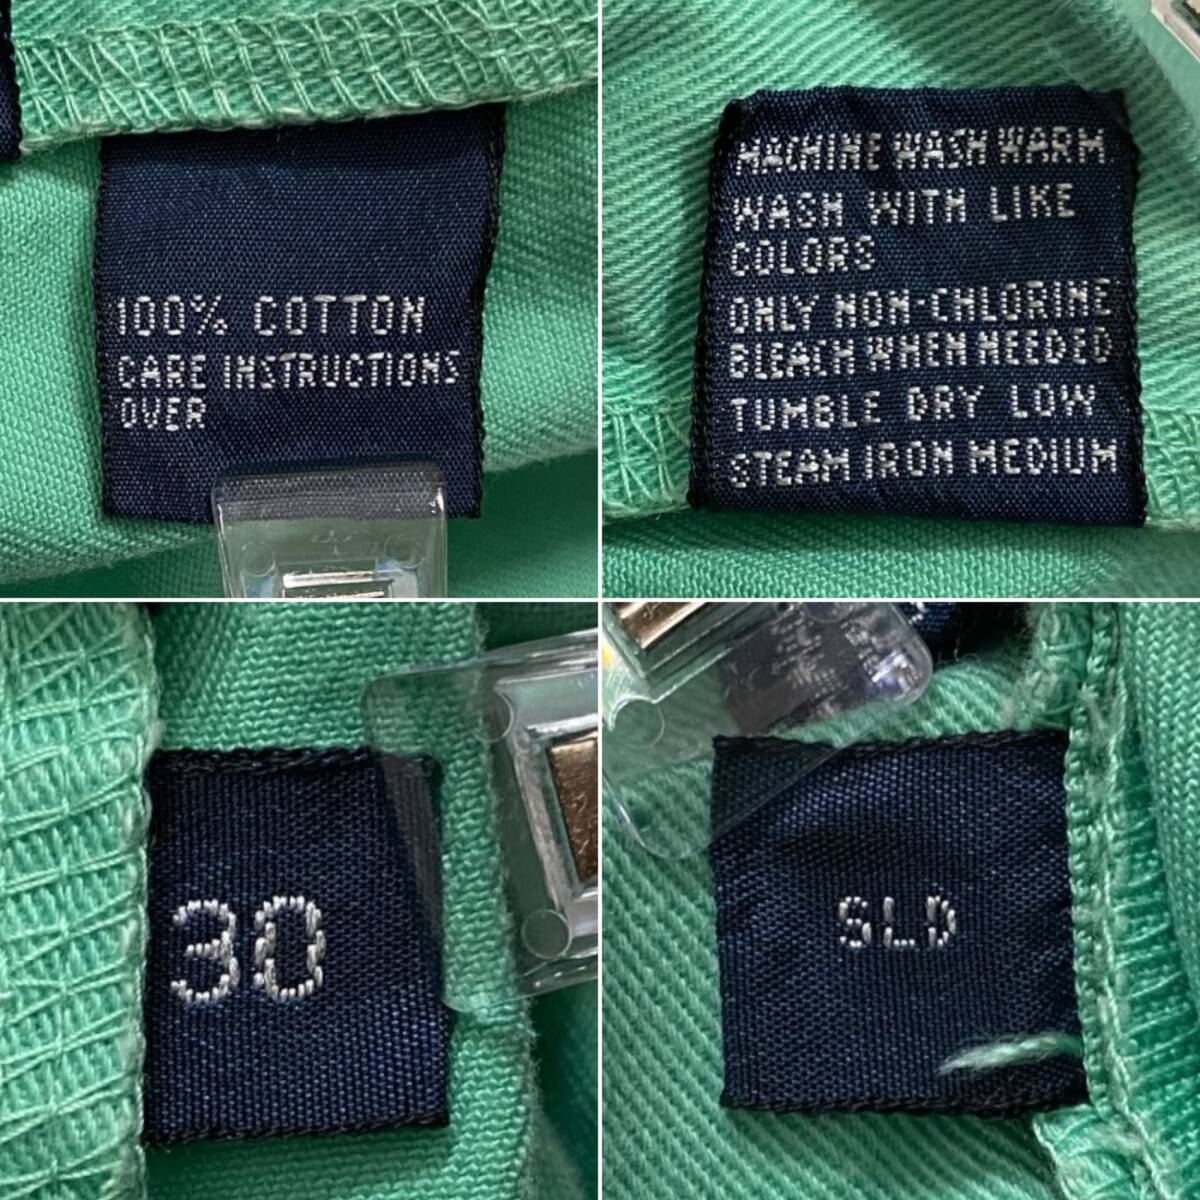 100% COTTON
CARE INSTRUCTIONS
OVER
MACHINE WASH WARM
WASH WITH LIKE
COLORS
ONLY NON-CHLORINE
BLEACH WHEN NEEDED
TUMBLE DRY LOW
STEAM IRON MEDIUM
30
SLD